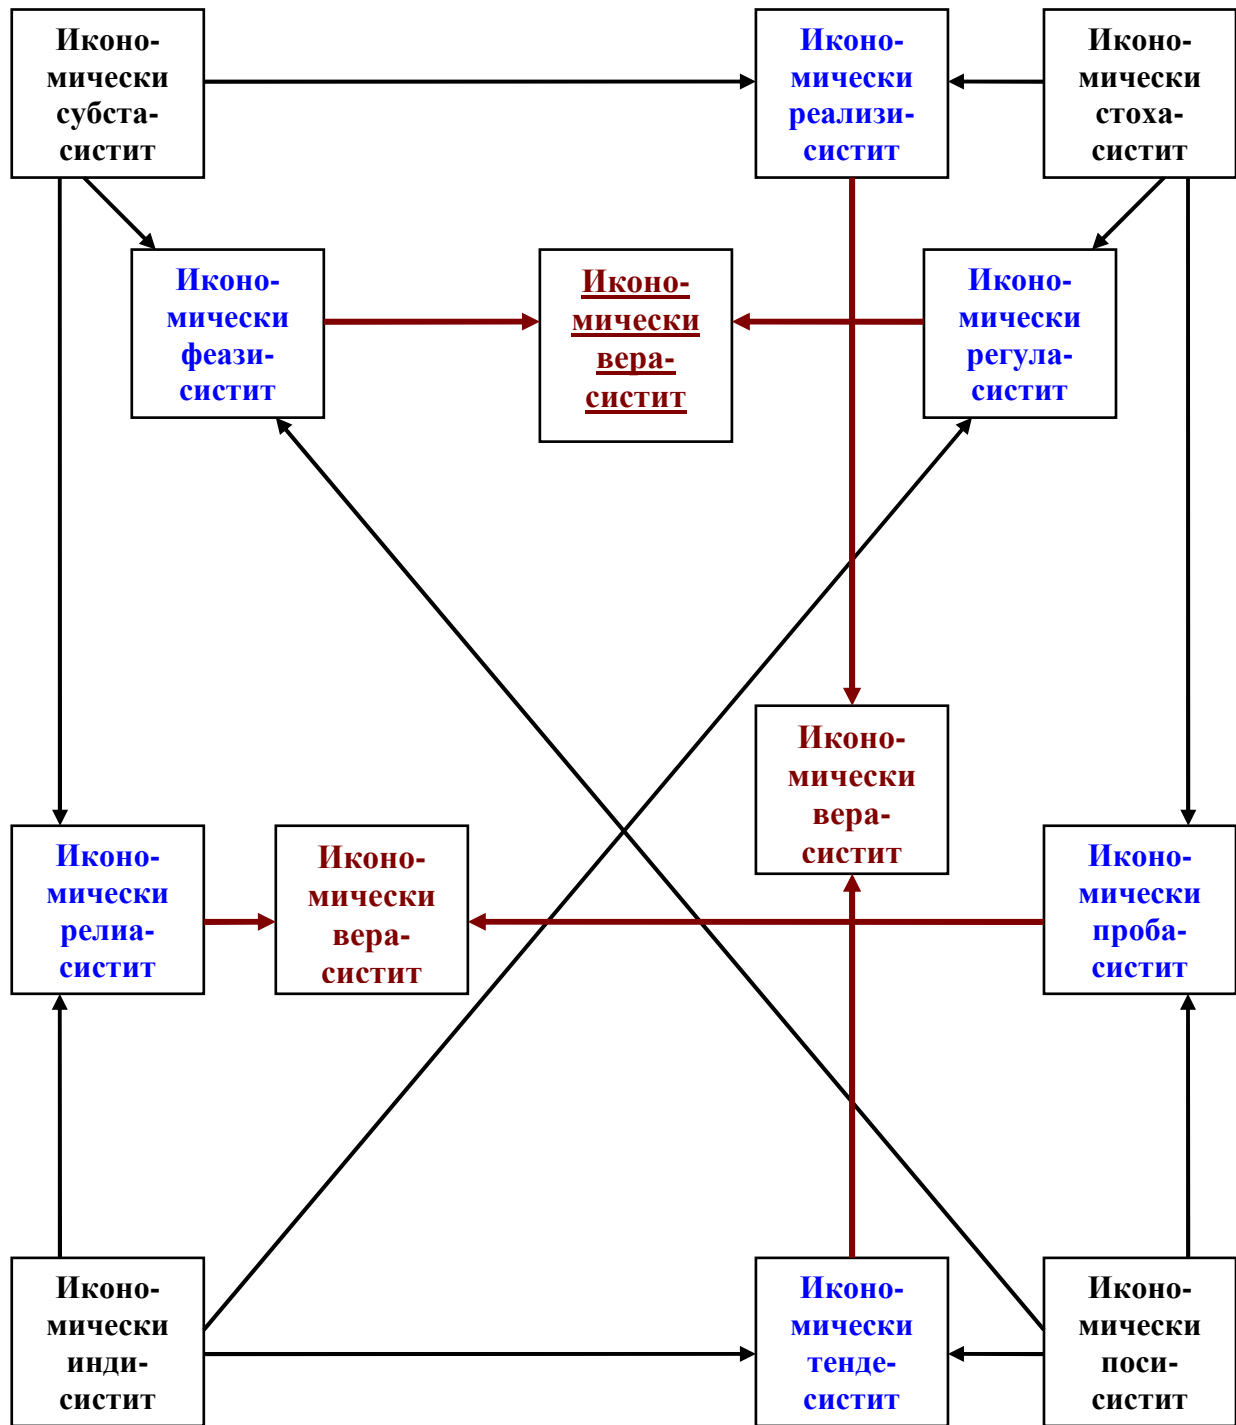 Иконо-
мически
субста-
систит
Иконо-
мически
реализи-
систит
Иконо-
мически
стоха-
систит
Иконо-
мически
феази-
систит
Иконо-
мически
вера-
систит
Иконо-
мически
регула-
систит
Иконо-
мически
вера-
систит
Иконо-
мически
релиа-
систит
Иконо-
мически
вера-
систит
Иконо-
мически
проба-
систит
Иконо-
мически
инди-
систит
Иконо-
мически
тенде-
систит
Иконо-
мически
поси-
систит